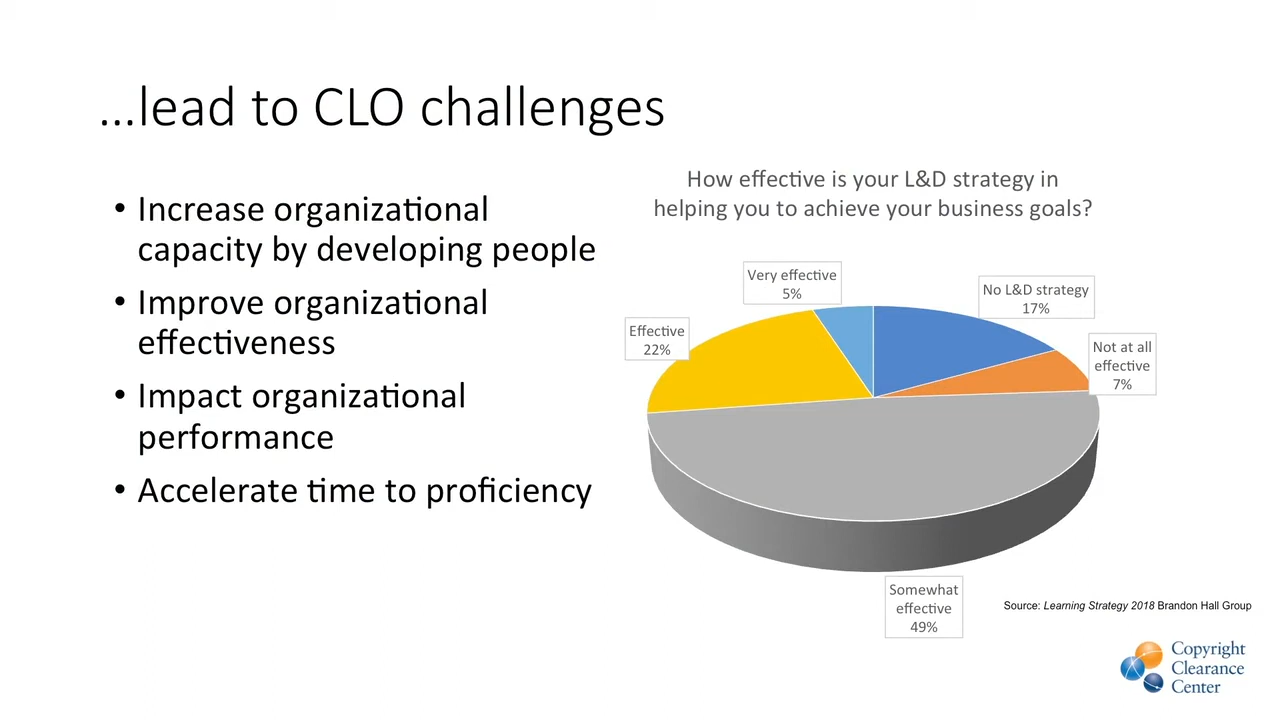 ...lead to CLO challenges
• Increase organizational
capacity by developing people
• Improve organizational
effectiveness
• Impact organizational
performance
• Accelerate time to proficiency
How effective is your L&D strategy in
helping you to achieve your business goals?
Very effective
5%
No L&D strategy
17%
Effective
22%
Not at all
effective
7%
Somewhat
effective
49%
Source: Learning Strategy 2018 Brandon Hall Group
Copyright
Clearance
Center